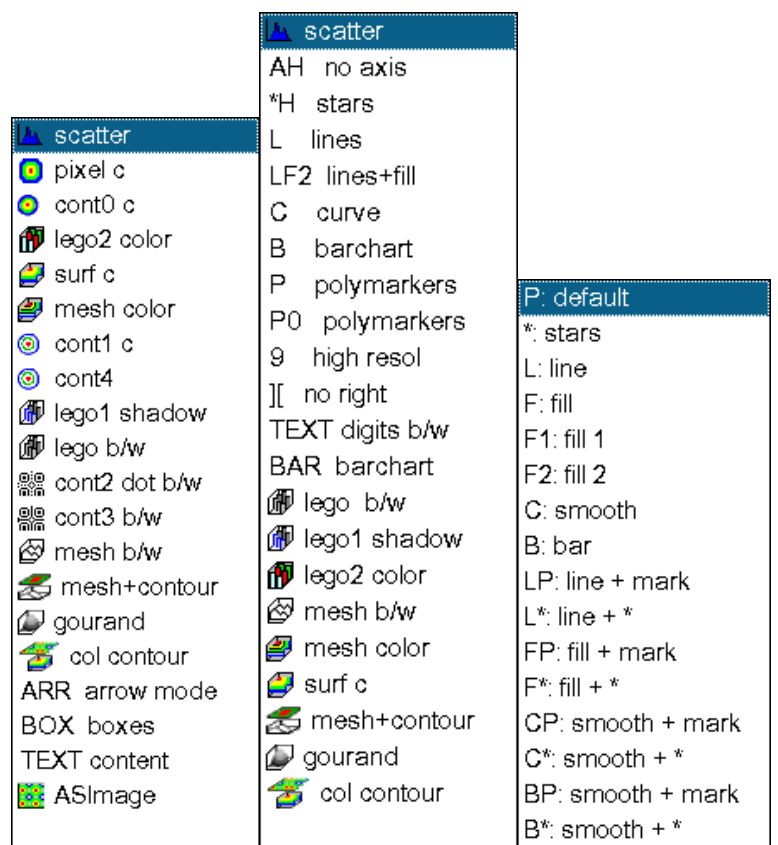 scatter
pixel c
cont0 c
lego2 color
surf c
mesh color
cont1 c
cont4
lego1 shadow
lego b/w
cont2 dot b/w
cont3 b/w
mesh b/w
mesh+contour
gourand
col contour
ARR arrow mode
BOX boxes
TEXT content
ASImage
scatter
AH no axis
*H stars
L lines
LF2 lines+fill
C curve
B barchart
P polymarkers
P0 polymarkers
9 high resol
][ no right
TEXT digits b/w
BAR barchart
lego b/w
lego1 shadow
lego2 color
mesh b/w
mesh color
surf c
mesh+contour
gourand
col contour
P: default
*: stars
L: line
F: fill
F1: fill 1
F2: fill 2
C: smooth
B: bar
LP: line + mark
L*: line + *
FP: fill + mark
F*: fill + *
CP: smooth + mark
C*: smooth + *
BP: smooth + mark
B*: smooth + *